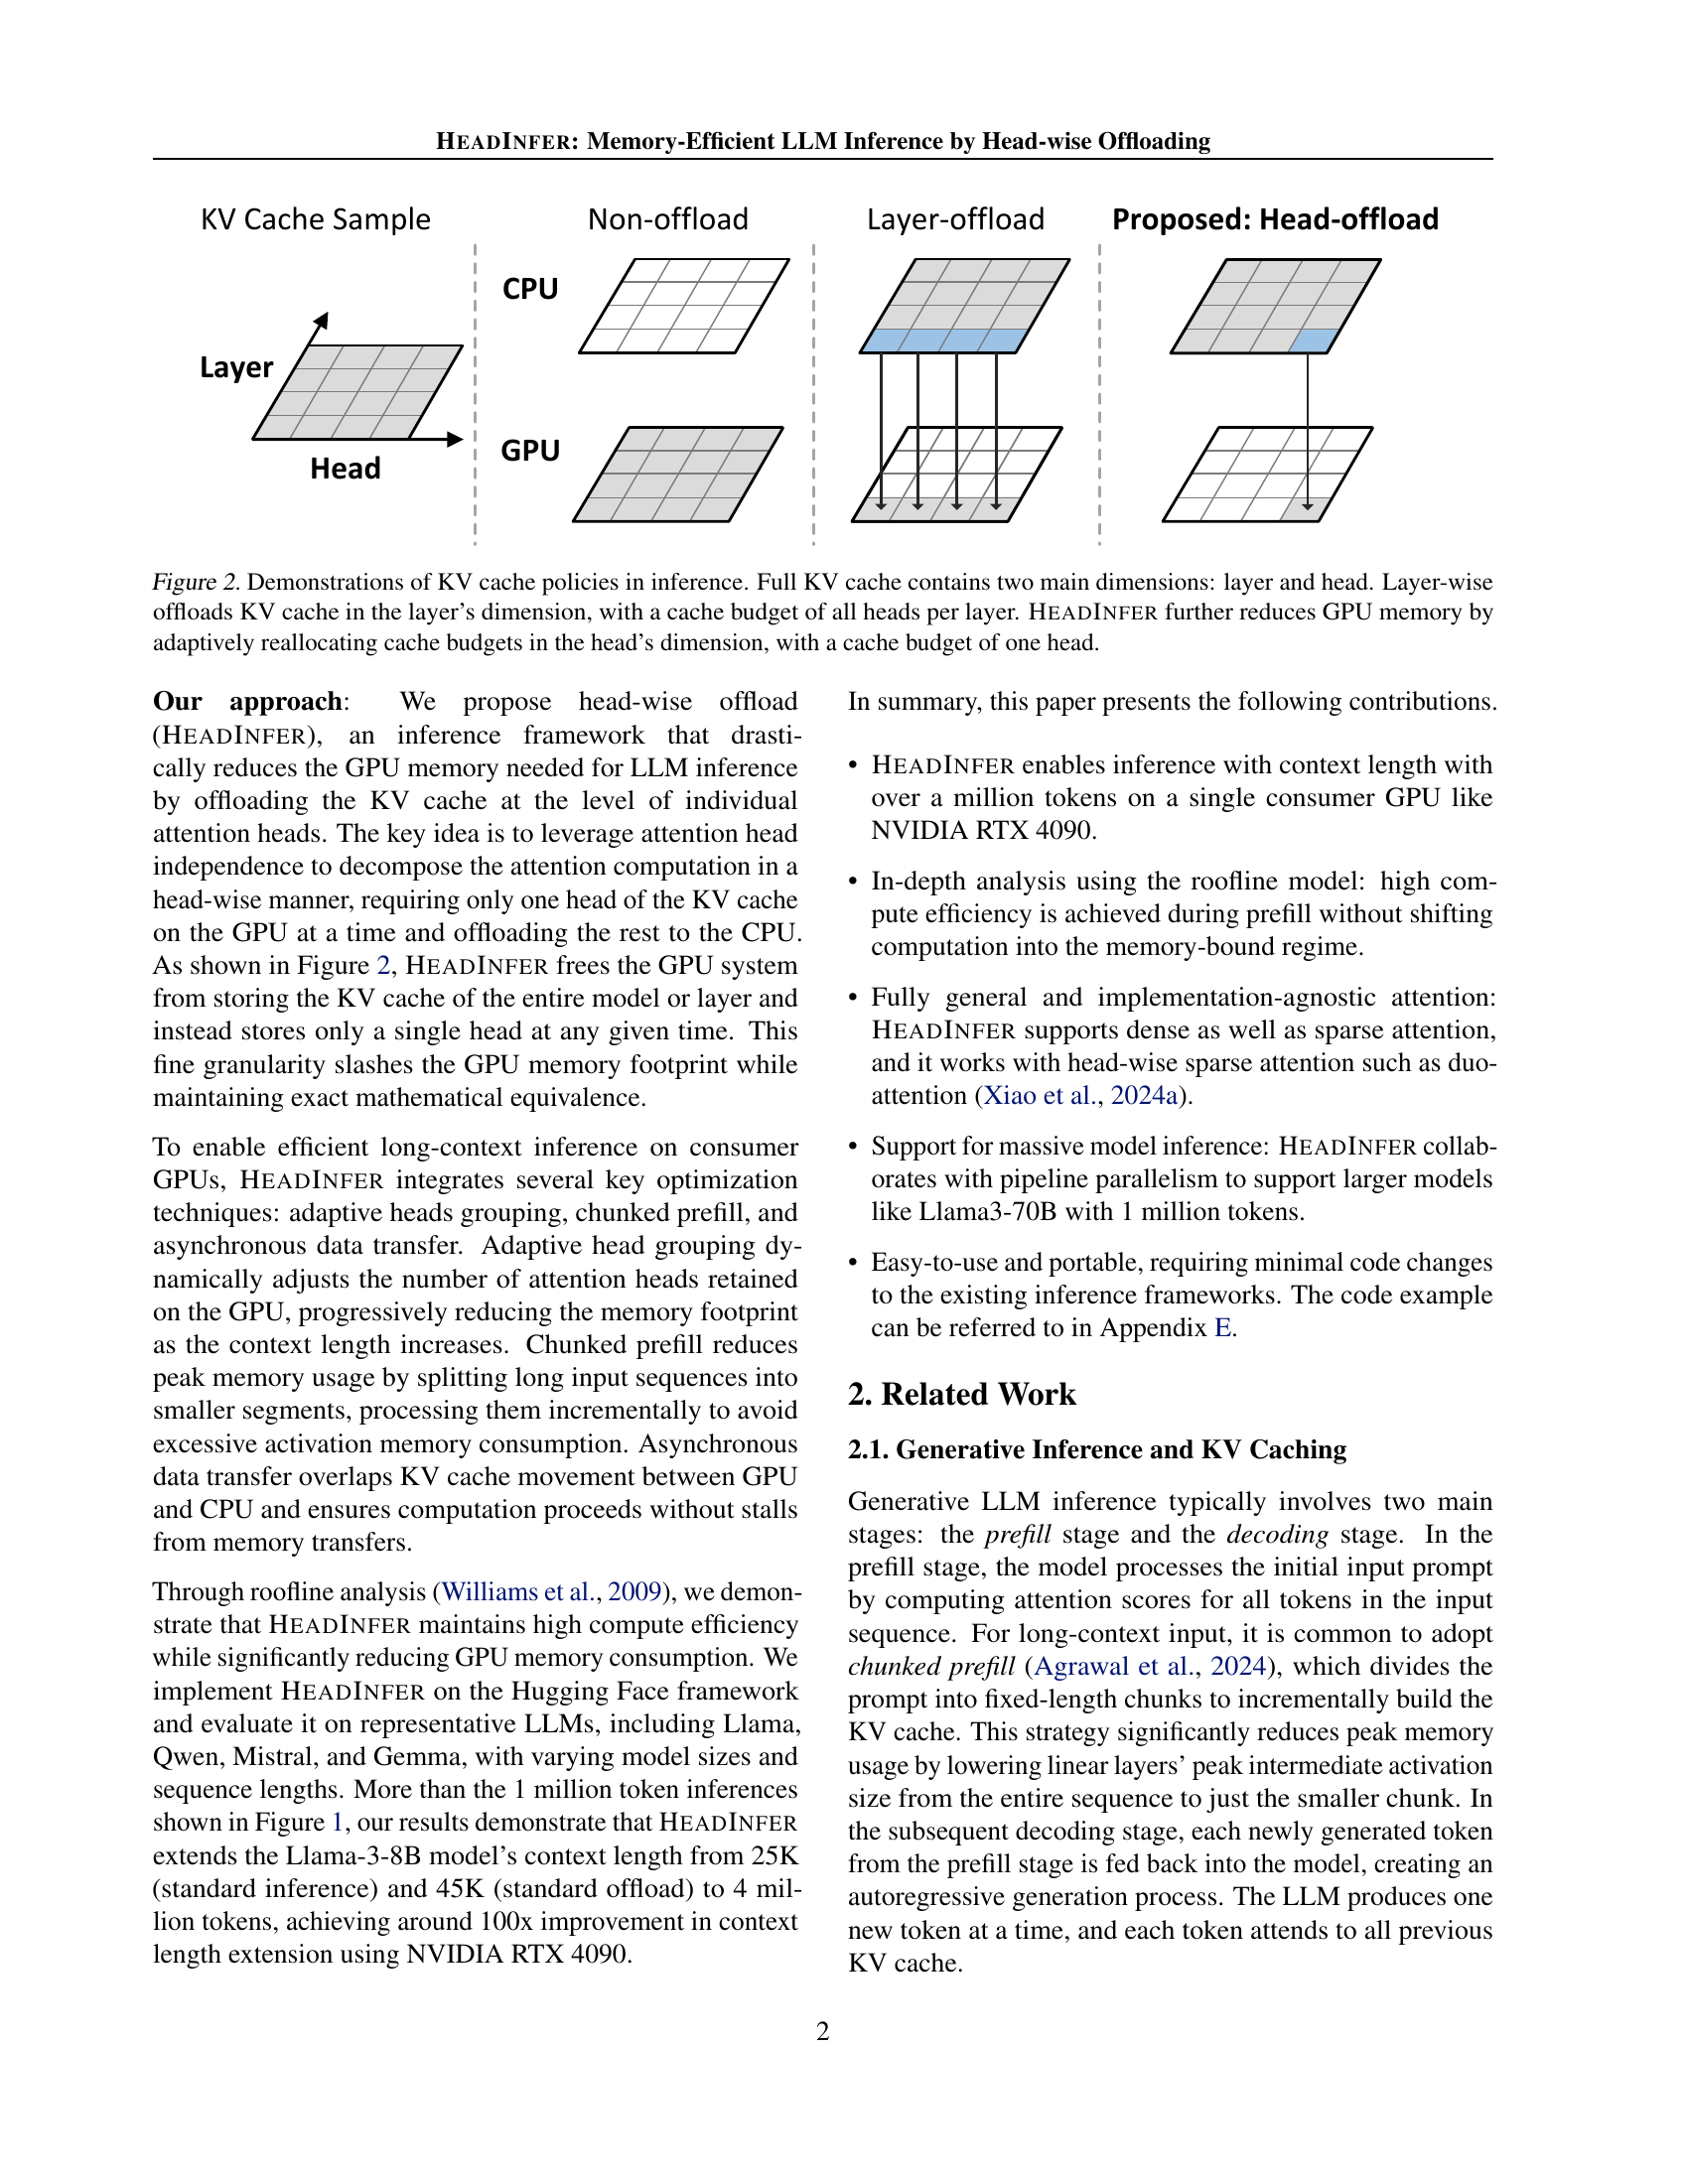 HEADINFER: Memory-Efficient LLM Inference by Head-wise Offloading
KV Cache Sample
Non-offload
Layer-offload
Proposed: Head-offload
CPU
Layer
GPU
Head
Figure 2. Demonstrations of KV cache policies in inference. Full KV cache contains two main dimensions: layer and head. Layer-wise
offloads KV cache in the layer's dimension, with a cache budget of all heads per layer. HEADINFER further reduces GPU memory by
adaptively reallocating cache budgets in the head's dimension, with a cache budget of one head.
Our approach: We propose head-wise offload
(HEADINFER), an inference framework that drasti-
cally reduces the GPU memory needed for LLM inference
by offloading the KV cache at the level of individual
attention heads. The key idea is to leverage attention head
independence to decompose the attention computation in a
head-wise manner, requiring only one head of the KV cache
on the GPU at a time and offloading the rest to the CPU.
As shown in Figure 2, HEADINFER frees the GPU system
from storing the KV cache of the entire model or layer and
instead stores only a single head at any given time. This
fine granularity slashes the GPU memory footprint while
maintaining exact mathematical equivalence.
To enable efficient long-context inference on consumer
GPUs, HEADINFER integrates several key optimization
techniques: adaptive heads grouping, chunked prefill, and
asynchronous data transfer. Adaptive head grouping dy-
namically adjusts the number of attention heads retained
on the GPU, progressively reducing the memory footprint
as the context length increases. Chunked prefill reduces
peak memory usage by splitting long input sequences into
smaller segments, processing them incrementally to avoid
excessive activation memory consumption. Asynchronous
data transfer overlaps KV cache movement between GPU
and CPU and ensures computation proceeds without stalls
from memory transfers.
Through roofline analysis (Williams et al., 2009), we demon-
strate that HEADINFER maintains high compute efficiency
while significantly reducing GPU memory consumption. We
implement HEADINFER on the Hugging Face framework
and evaluate it on representative LLMs, including Llama,
Qwen, Mistral, and Gemma, with varying model sizes and
sequence lengths. More than the 1 million token inferences
shown in Figure 1, our results demonstrate that HEADINFER
extends the Llama-3-8B model's context length from 25K
(standard inference) and 45K (standard offload) to 4 mil-
lion tokens, achieving around 100x improvement in context
length extension using NVIDIA RTX 4090.
In summary, this paper presents the following contributions.
• HEADINFER enables inference with context length with
over a million tokens on a single consumer GPU like
NVIDIA RTX 4090.
• In-depth analysis using the roofline model: high com-
pute efficiency is achieved during prefill without shifting
computation into the memory-bound regime.
• Fully general and implementation-agnostic attention:
HEADINFER supports dense as well as sparse attention,
and it works with head-wise sparse attention such as duo-
attention (Xiao et al., 2024a).
• Support for massive model inference: HEADINFER collab-
orates with pipeline parallelism to support larger models
like Llama3-70B with 1 million tokens.
• Easy-to-use and portable, requiring minimal code changes
to the existing inference frameworks. The code example
can be referred to in Appendix E.
2. Related Work
2.1. Generative Inference and KV Caching
Generative LLM inference typically involves two main
stages: the prefill stage and the decoding stage. In the
prefill stage, the model processes the initial input prompt
by computing attention scores for all tokens in the input
sequence. For long-context input, it is common to adopt
chunked prefill (Agrawal et al., 2024), which divides the
prompt into fixed-length chunks to incrementally build the
KV cache. This strategy significantly reduces peak memory
usage by lowering linear layers' peak intermediate activation
size from the entire sequence to just the smaller chunk. In
the subsequent decoding stage, each newly generated token
from the prefill stage is fed back into the model, creating an
autoregressive generation process. The LLM produces one
new token at a time, and each token attends to all previous
KV cache.
2